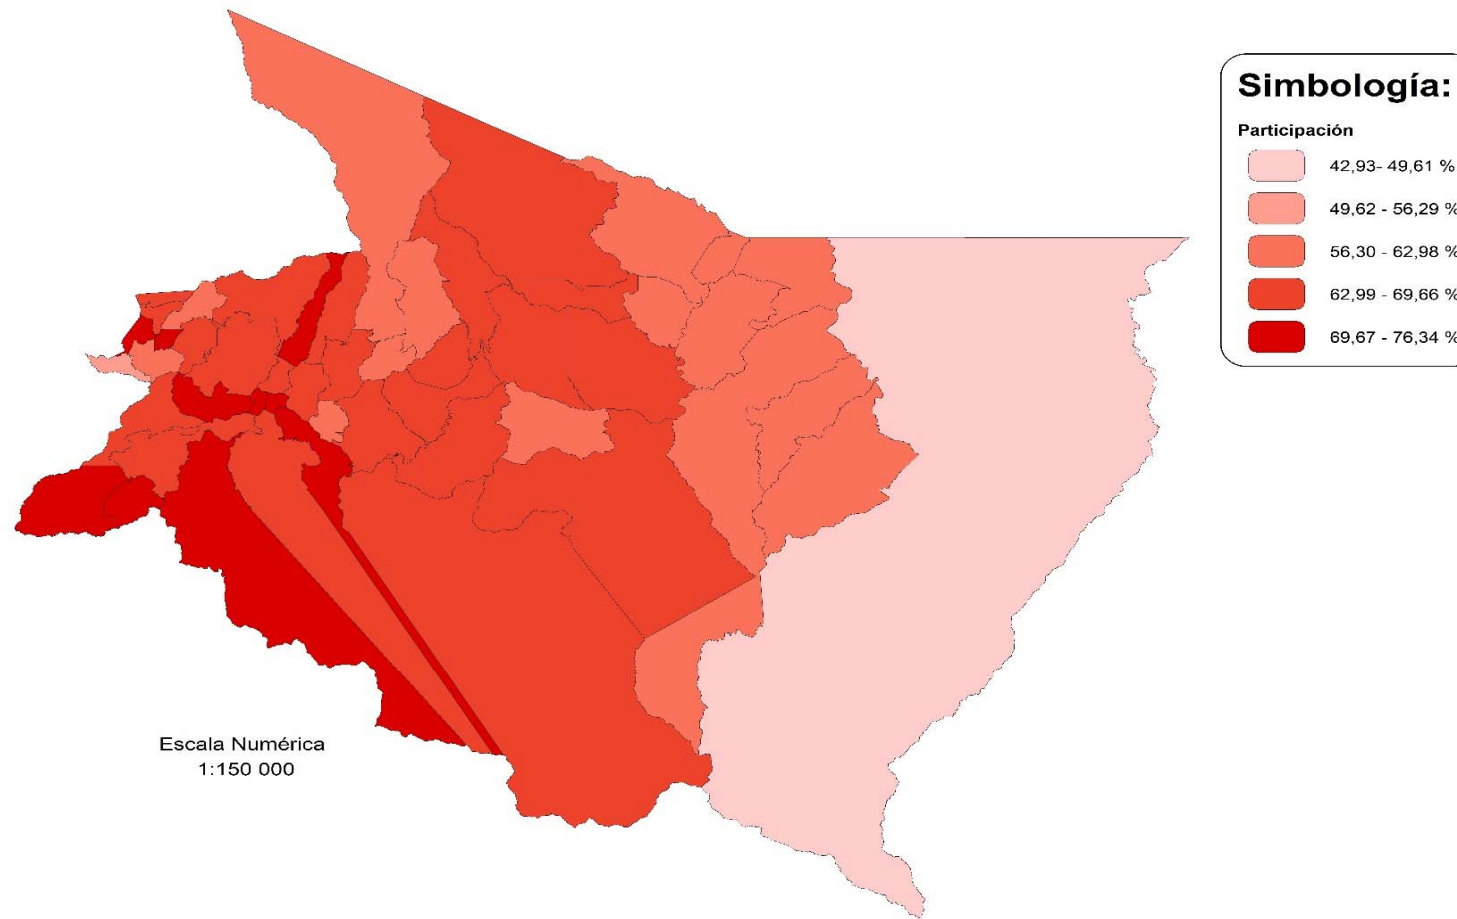 Simbología:
Participación
42,93- 49,61 %
49,62 - 56,29 %
56,30 - 62,98 %
62,99 - 69,66 %
69,67 - 76,34 %
Escala Numérica
1:150 000